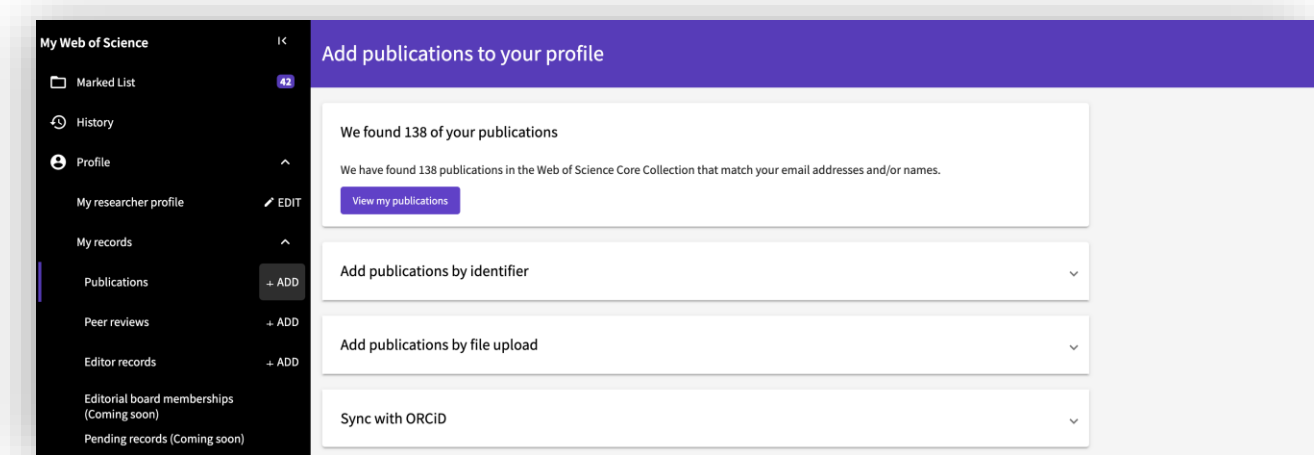 My Web of Science
Marked List 42
History
Profile
My researcher profile EDIT
My records
Publications + ADD
Peer reviews + ADD
Editor records + ADD
Editorial board memberships
(Coming soon)
Pending records (Coming soon)
Add publications to your profile
We found 138 of your publications
We have found 138 publications in the Web of Science Core Collection that match your email addresses and/or names.
View my publications
Add publications by identifier
Add publications by file upload
Sync with ORCiD